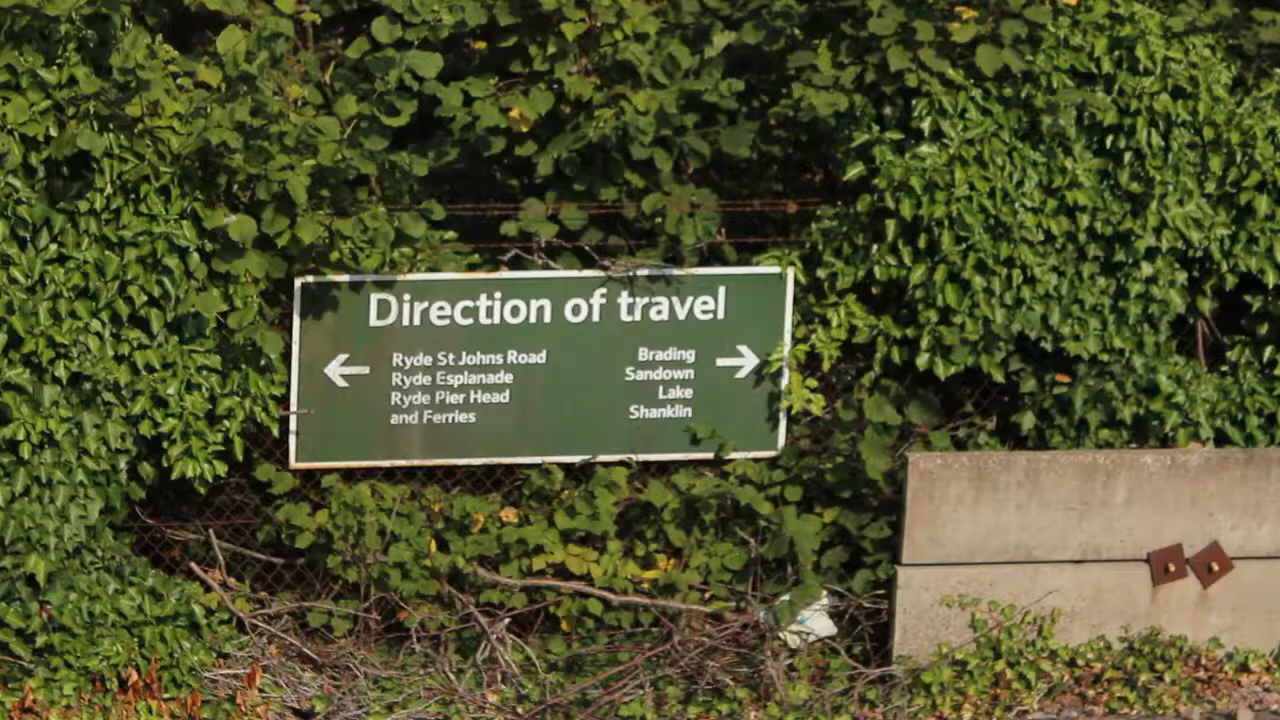 Direction of travel
Ryde St Johns Road
Ryde Esplanade
Ryde Pier Head
and Ferries
Brading
Sandown
Lake
Shanklin